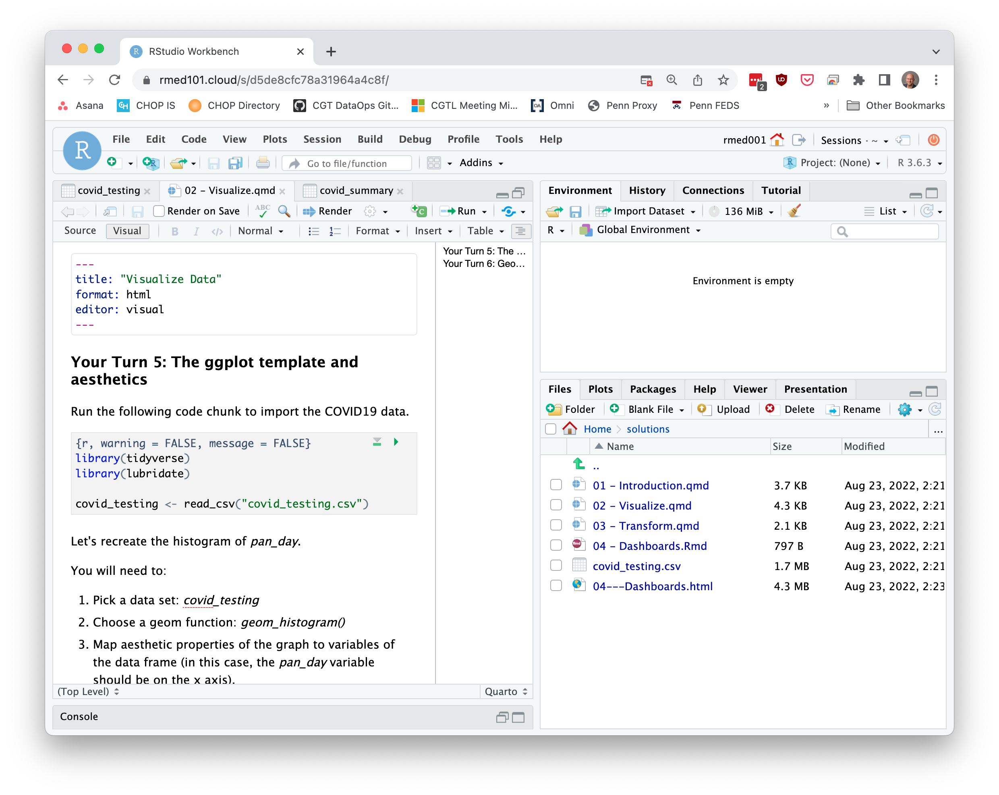 RStudio Workbench
rmed101.cloud/s/d5de8cfc78a31964a4c8f/
2
Asana
CHOP IS
CHOP Directory
CGT DataOps Git...
CGTL Meeting Mi...
Omni
Penn Proxy
Penn FEDS
»
Other Bookmarks
R
File Edit Code View Plots Session Build Debug Profile Tools Help
rmed001
Sessions · ~
Go to file/function
Addins
Project: (None)
R 3.6.3
covid_testing
02 – Visualize.qmd
covid_summary
Render on Save
ABC
Render
Run
Source
Visual
B
I
</>
Normal
Format
Insert
Table
---
title: "Visualize Data"
format: html
editor: visual
---
Your Turn 5: The ggplot template and
aesthetics
Run the following code chunk to import the COVID19 data.
{r, warning = FALSE, message = FALSE}
library(tidyverse)
library(lubridate)
covid_testing <- read_csv("covid_testing.csv")
Let's recreate the histogram of pan_day.
You will need to:
1. Pick a data set: covid_testing
2. Choose a geom function: geom_histogram()
3. Map aesthetic properties of the graph to variables of
the data frame (in this case, the pan_day variable
should be on the x axis).
Your Turn 5: The ...
Your Turn 6: Geo...
(Top Level)
Quarto
Console
Environment History Connections Tutorial
Import Dataset
136 MiB
List
R
Global Environment
Environment is empty
Files Plots Packages Help Viewer Presentation
Folder
Blank File
Upload
Delete
Rename
Home
solutions
...
Name Size Modified
..
01 – Introduction.qmd 3.7 KB Aug 23, 2022, 2:21
02 – Visualize.qmd 4.3 KB Aug 23, 2022, 2:21
03 – Transform.qmd 2.1 KB Aug 23, 2022, 2:21
04 – Dashboards.Rmd 797 B Aug 23, 2022, 2:21
covid_testing.csv 1.7 MB Aug 23, 2022, 2:21
04---Dashboards.html 4.3 MB Aug 23, 2022, 2:23